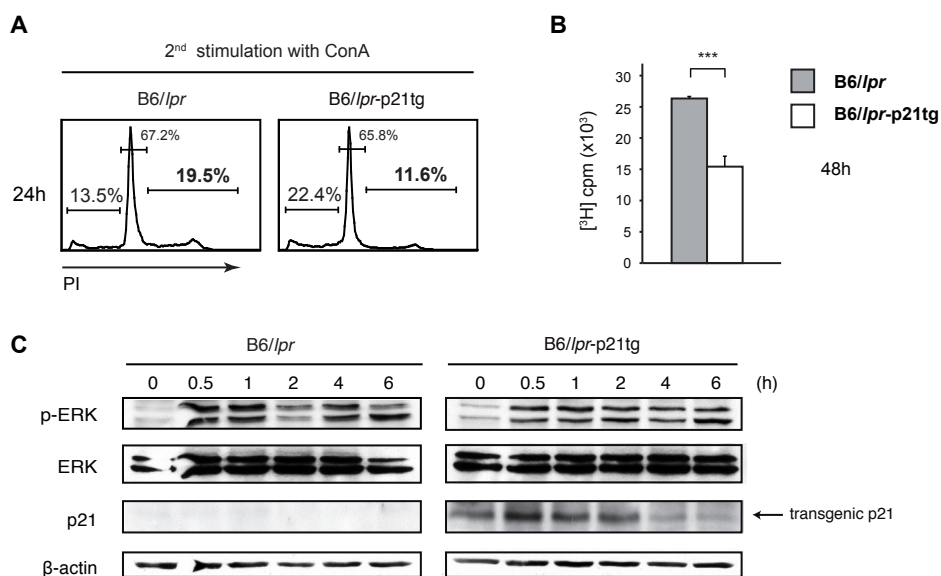 A
2nd stimulation with ConA
B6/lpr
B6/lpr-p21tg
24h
67.2%
19.5%
13.5%
65.8%
11.6%
22.4%
PI
B
***
[3H] cpm (x103)
30
25
20
15
10
5
0
B6/lpr
B6/lpr-p21tg
48h
C
B6/lpr
B6/lpr-p21tg
0 0.5 1 2 4 6
0 0.5 1 2 4 6 (h)
p-ERK
ERK
p21
transgenic p21
β-actin